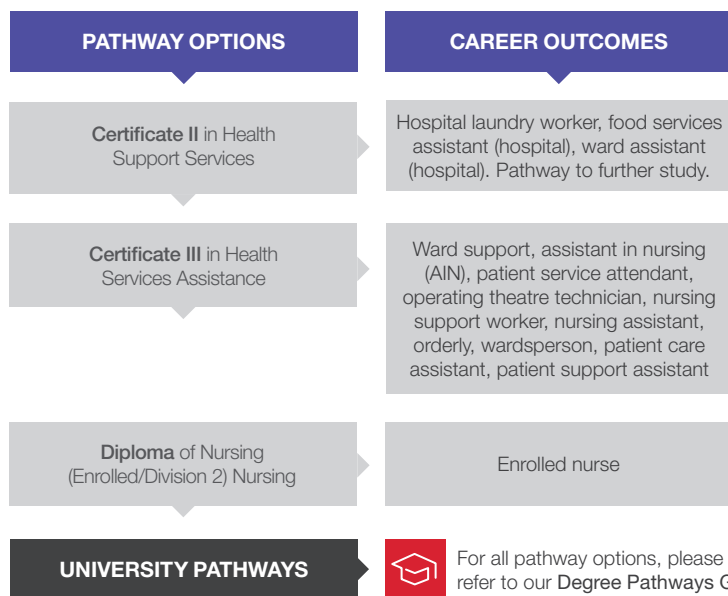 PATHWAY OPTIONS
CAREER OUTCOMES
Certificate II in Health
Support Services
Hospital laundry worker, food services
assistant (hospital), ward assistant
(hospital). Pathway to further study.
Certificate III in Health
Services Assistance
Ward support, assistant in nursing
(AIN), patient service attendant,
operating theatre technician, nursing
support worker, nursing assistant,
orderly, wardsperson, patient care
assistant, patient support assistant
Diploma of Nursing
(Enrolled/Division 2) Nursing
Enrolled nurse
UNIVERSITY PATHWAYS
For all pathway options, please
refer to our Degree Pathways